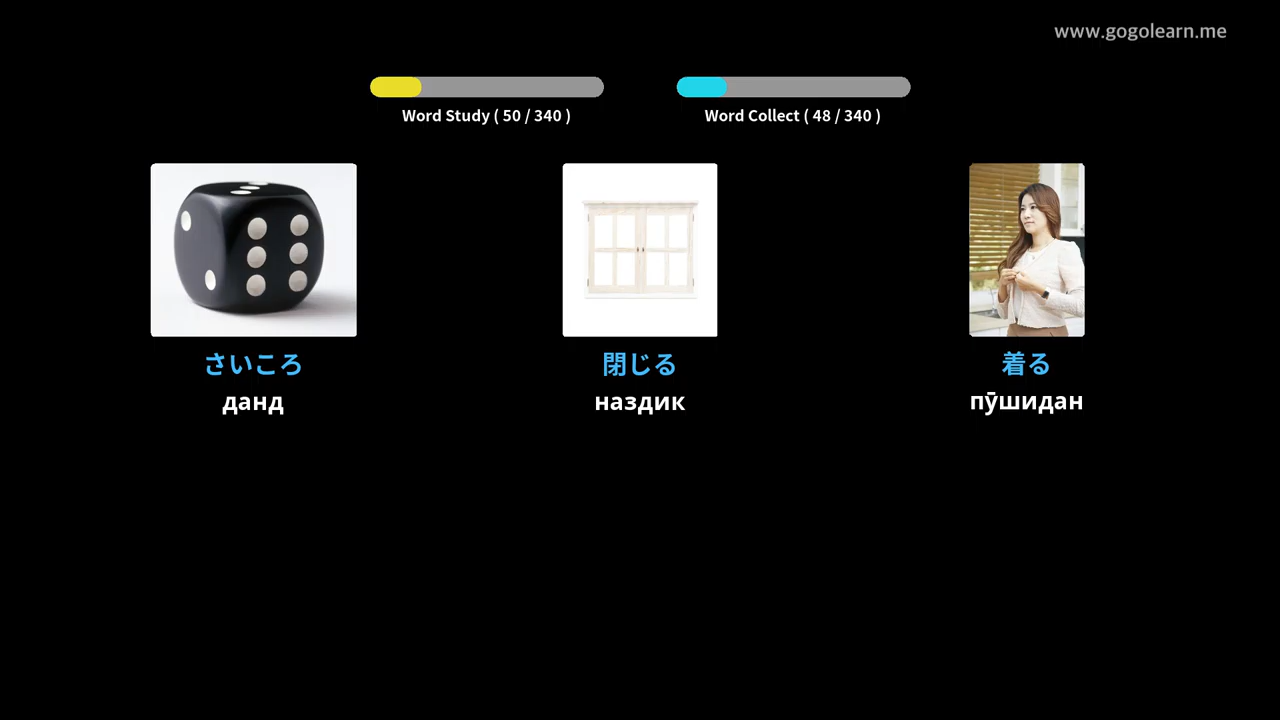 www.gogolearn.me
Word Study ( 50 / 340 )
Word Collect ( 48 / 340 )
さいころ
данд
閉じる
наздик
着る
пӯшидан